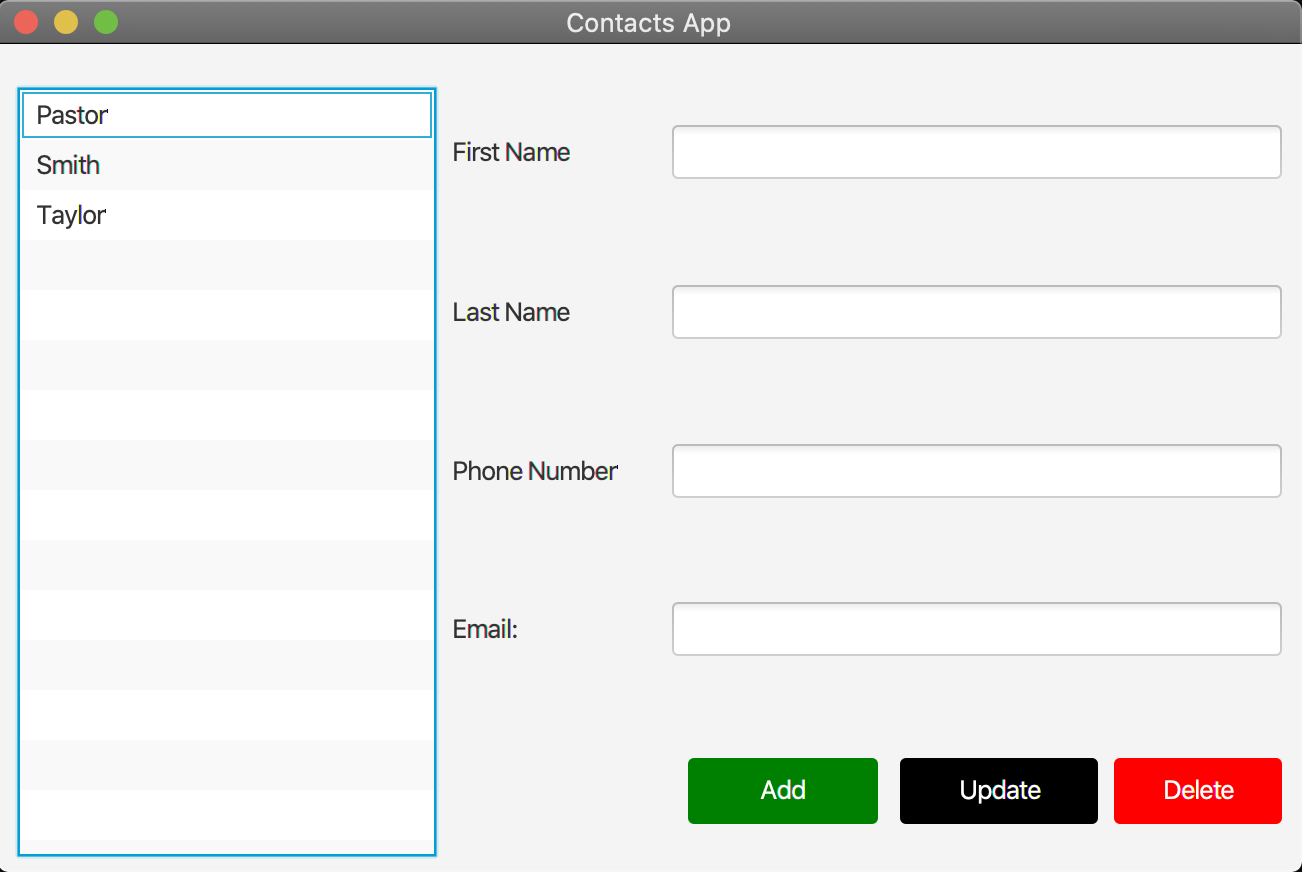 Contacts App
Pastor
Smith
Taylor
First Name
Last Name
Phone Number
Email:
Add
Update
Delete